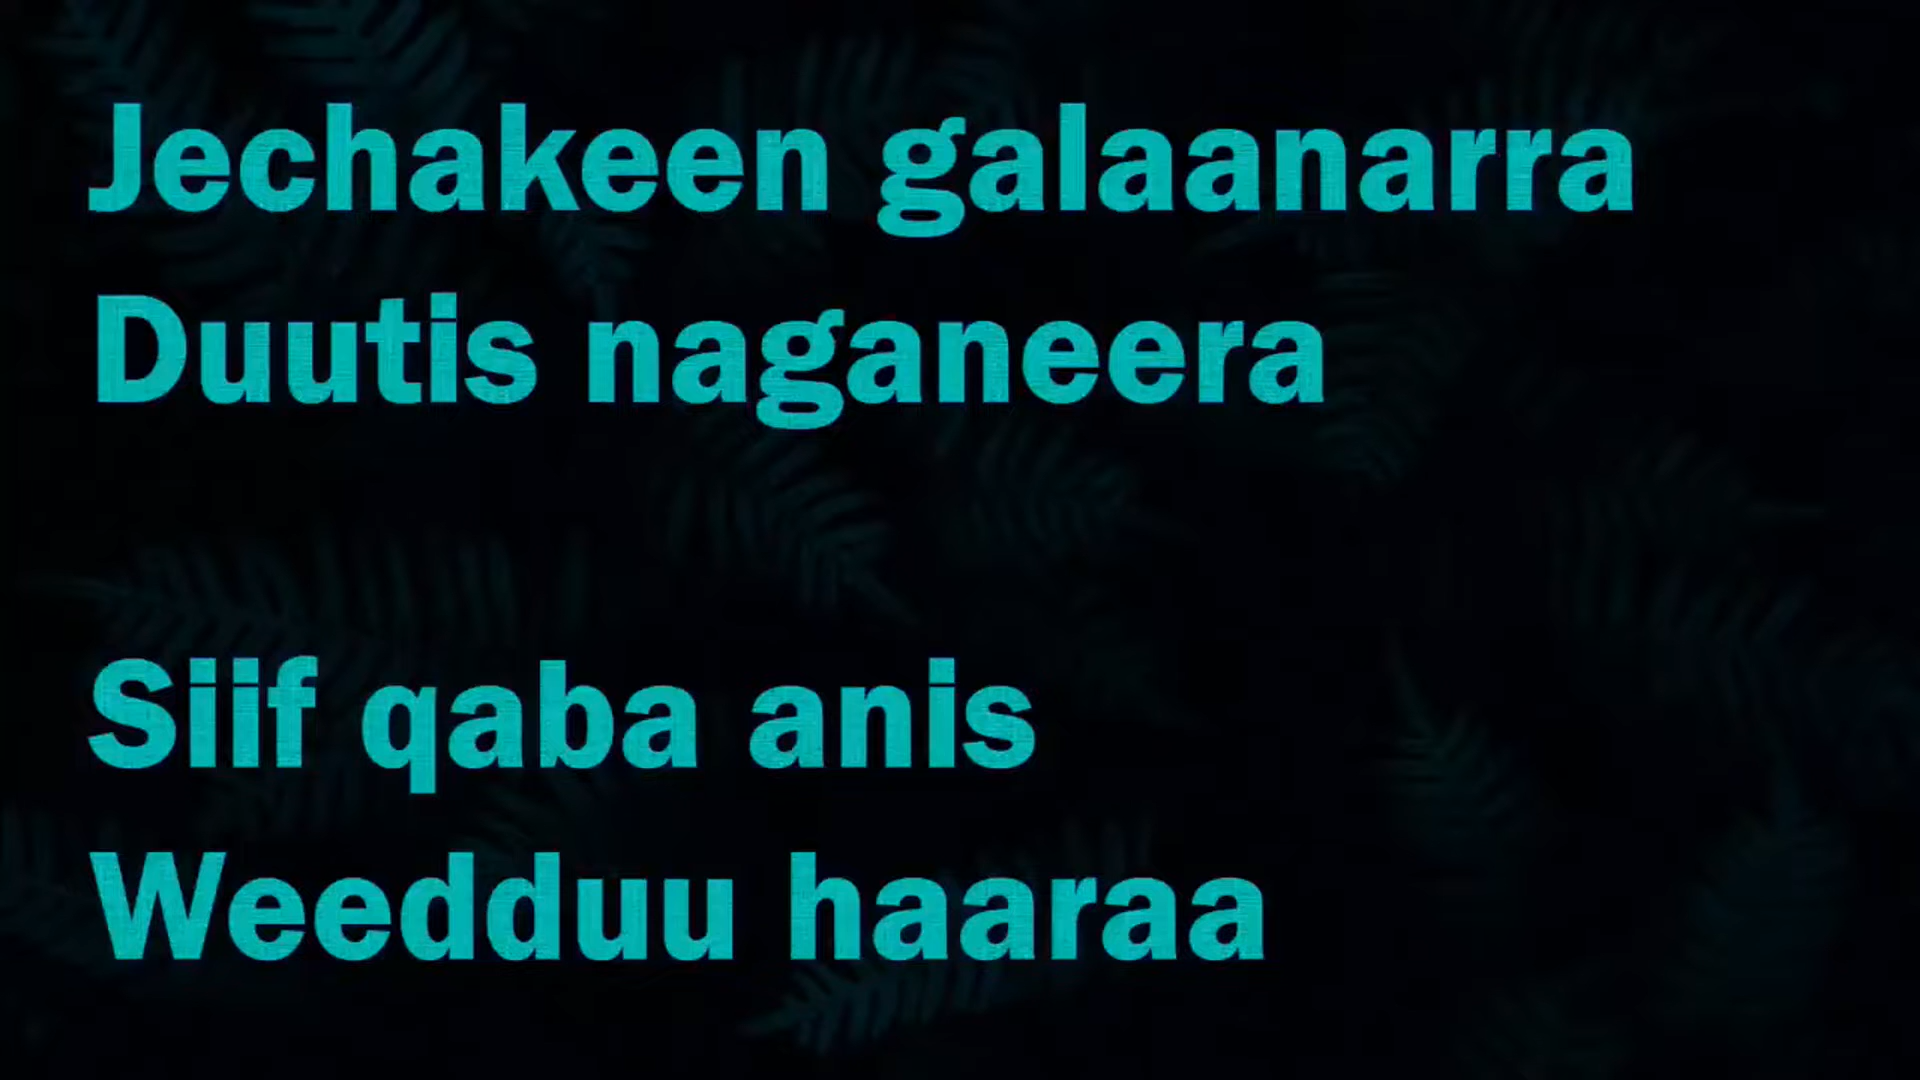 Jechakeen galaanarra
Duutis naganeera
Siif qaba anis
Weedduu haaraa